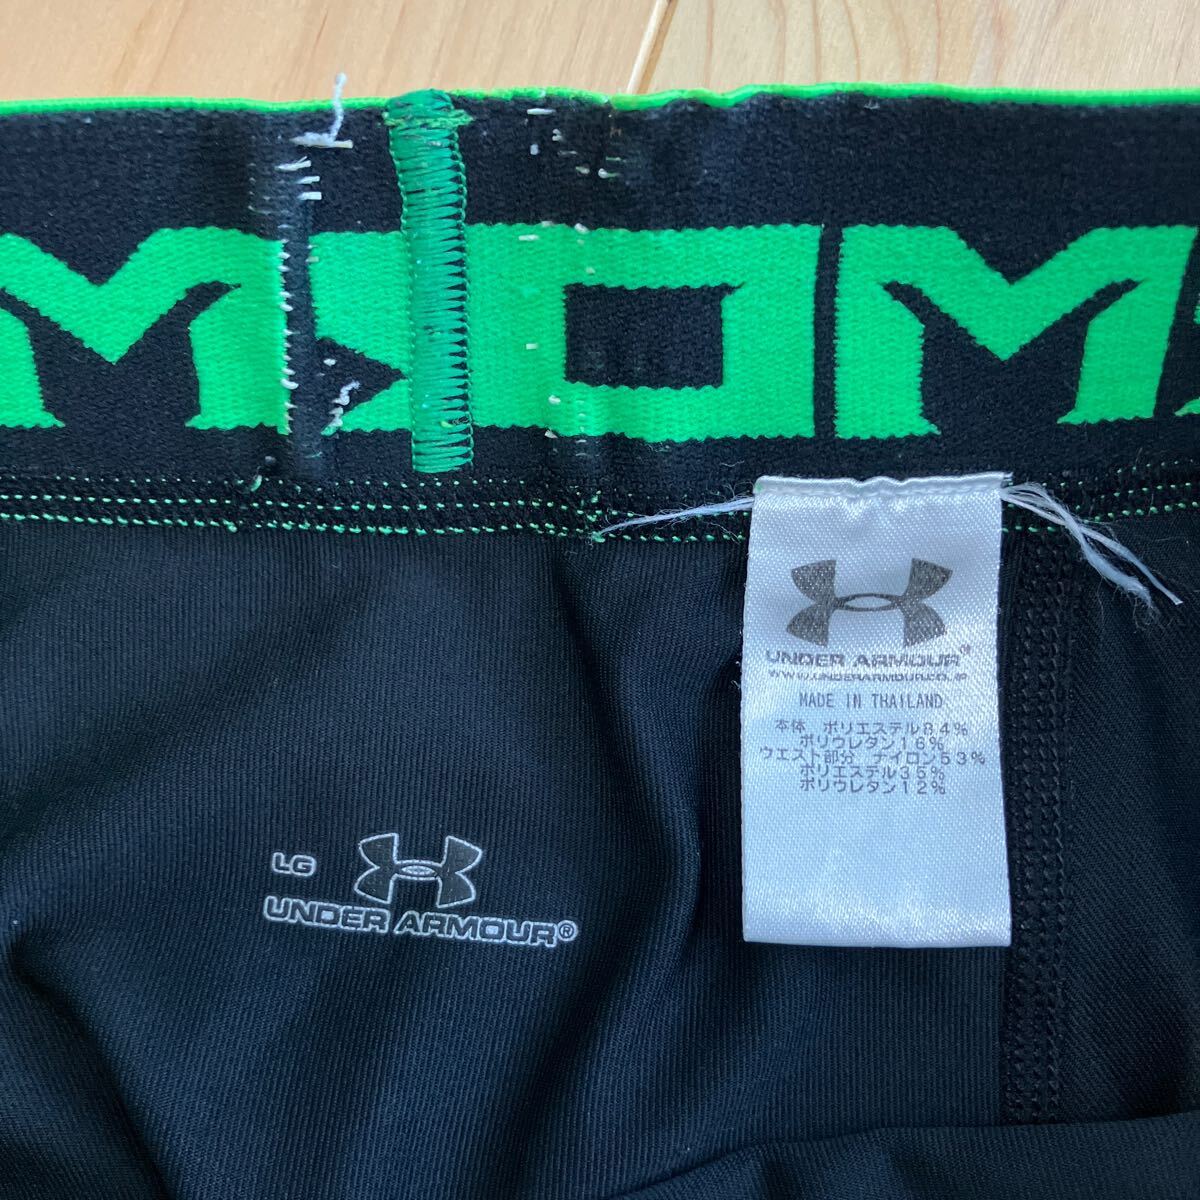 UNDER ARMOUR®
WWW.UNDERARMOUR.CO.JP
MADE IN THAILAND
本体 ポリエステル84%
ポリウレタン16%
ウエスト部分 ナイロン53%
ポリエステル35%
ポリウレタン12%
LG
UNDER ARMOUR®